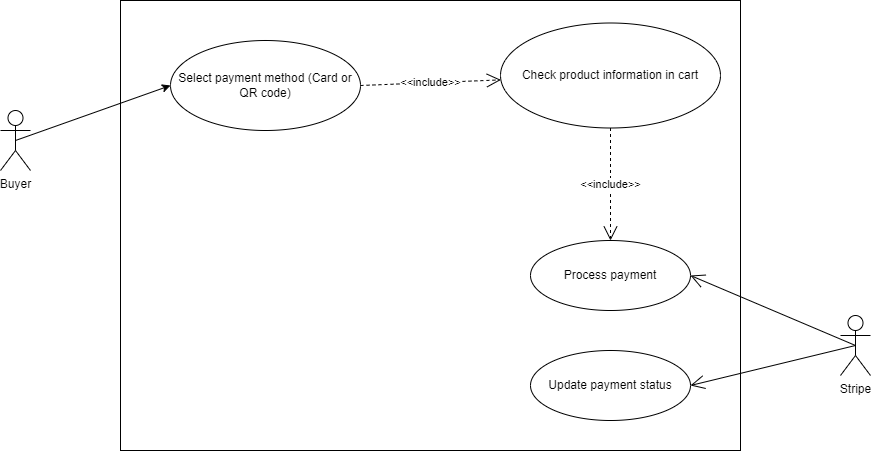 Select payment method (Card or
QR code)
<<include>>
Check product information in cart
Buyer
<<include>>
Process payment
Update payment status
Stripe